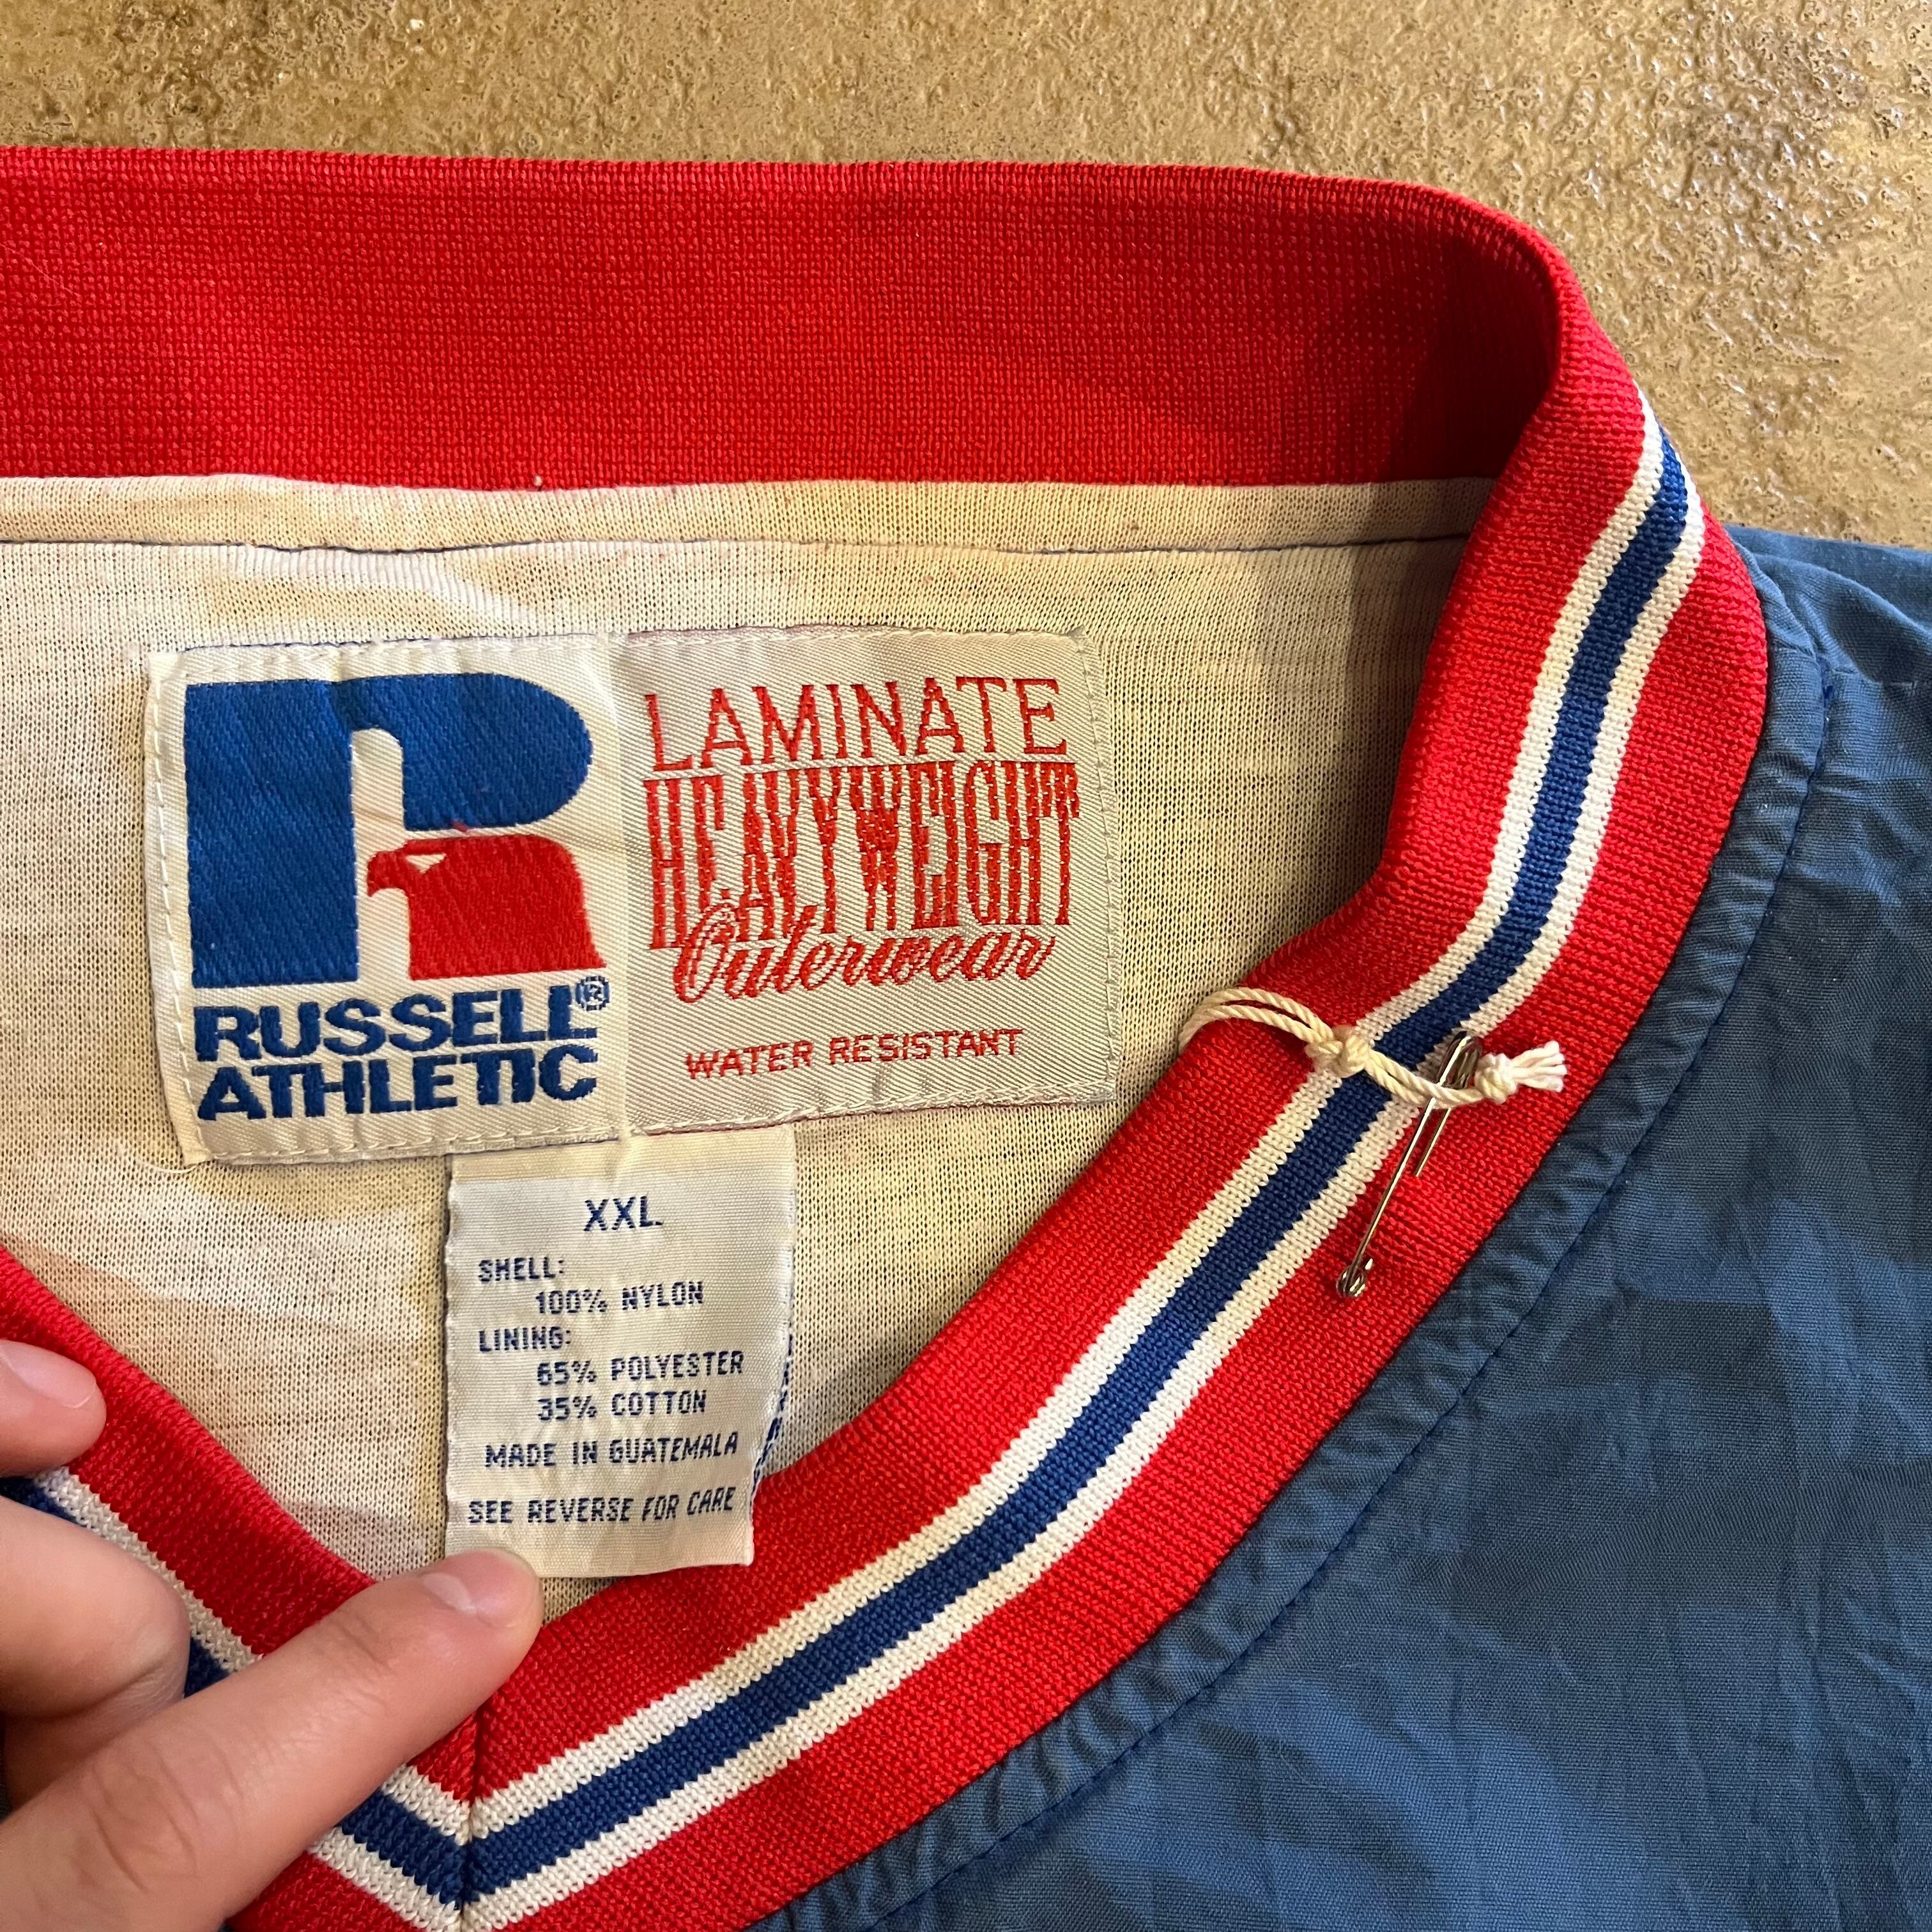 RUSSELL®
ATHLETIC
LAMINATE
HEAVYWEIGHT
Outerwear
WATER RESISTANT
XXL
SHELL:
100% NYLON
LINING:
65% POLYESTER
35% COTTON
MADE IN GUATEMALA
SEE REVERSE FOR CARE